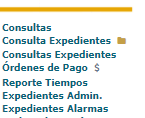 Consultas
Consulta Expedientes
Consultas Expedientes
Órdenes de Pago $
Reporte Tiempos
Expedientes Admin.
Expedientes Alarmas